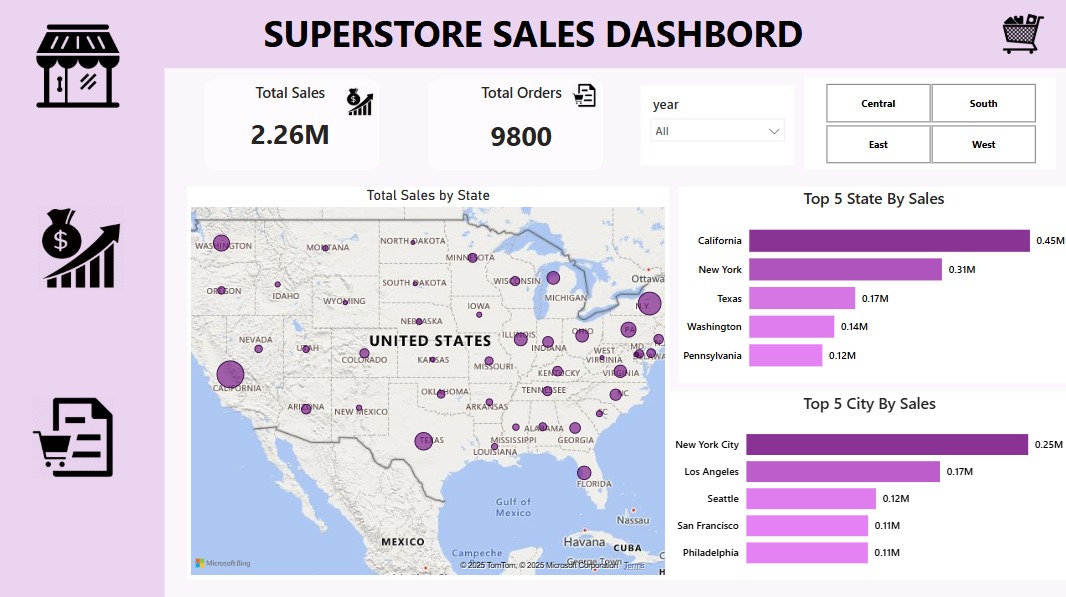 SUPERSTORE SALES DASHBORD
Total Sales
2.26M
Total Orders
9800
year
All
Central
South
East
West
Total Sales by State
WASHINGTON
MONTANA
NORTH DAKOTA
MINNESOTA
OREGON
IDAHO
SOUTH DAKOTA
WISCONSIN
Ottawa
WYOMING
MICHIGAN
N.Y.
IOWA
NEBRASKA
NEVADA
UTAH
UNITED STATES
ILLINOIS
OHIO
PA
INDIANA
COLORADO
KANSAS
MISSOURI
WEST
VIRGINIA
MD
KENTUCKY
VIRGINIA
CALIFORNIA
OKLAHOMA
TENNESSEE
NC
ARIZONA
NEW MEXICO
ARKANSAS
TEXAS
MISSISSIPPI
ALABAMA
GEORGIA
LOUISIANA
FLORIDA
Gulf of
Mexico
Nassau
MEXICO
Havana
CUBA
Campeche
George Town
Microsoft Bing
© 2025 TomTom, © 2025 Microsoft Corporation Terms
Top 5 State By Sales
California 0.45M
New York 0.31M
Texas 0.17M
Washington 0.14M
Pennsylvania 0.12M
Top 5 City By Sales
New York City 0.25M
Los Angeles 0.17M
Seattle 0.12M
San Francisco 0.11M
Philadelphia 0.11M